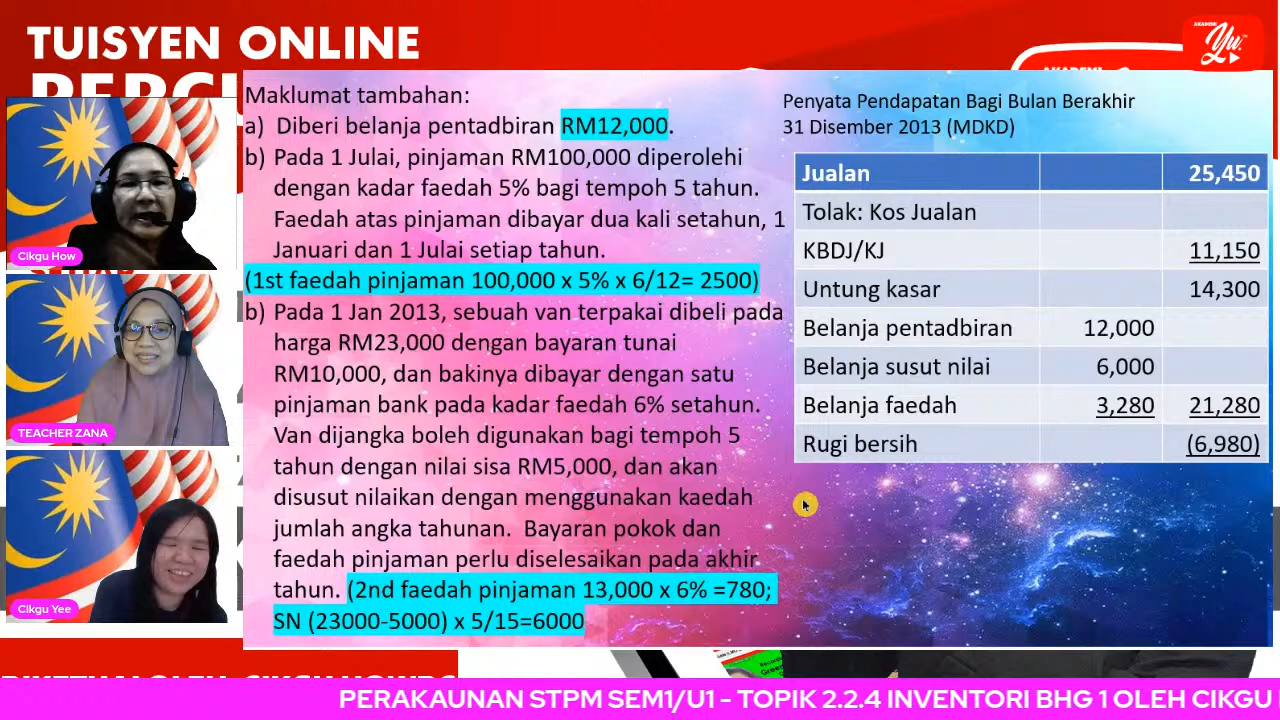 TUISYEN ONLINE
AKADEMI
Yu
AKADEMI
Maklumat tambahan:
a) Diberi belanja pentadbiran RM12,000.
b) Pada 1 Julai, pinjaman RM100,000 diperolehi
dengan kadar faedah 5% bagi tempoh 5 tahun.
Faedah atas pinjaman dibayar dua kali setahun, 1
Januari dan 1 Julai setiap tahun.
(1st faedah pinjaman 100,000 x 5% x 6/12= 2500)
b) Pada 1 Jan 2013, sebuah van terpakai dibeli pada
harga RM23,000 dengan bayaran tunai
RM10,000, dan bakinya dibayar dengan satu
pinjaman bank pada kadar faedah 6% setahun.
Van dijangka boleh digunakan bagi tempoh 5
tahun dengan nilai sisa RM5,000, dan akan
disusut nilaikan dengan menggunakan kaedah
jumlah angka tahunan. Bayaran pokok dan
faedah pinjaman perlu diselesaikan pada akhir
tahun. (2nd faedah pinjaman 13,000 x 6% =780;
SN (23000-5000) x 5/15=6000
Penyata Pendapatan Bagi Bulan Berakhir
31 Disember 2013 (MDKD)
Jualan 25,450
Tolak: Kos Jualan
KBDJ/KJ 11,150
Untung kasar 14,300
Belanja pentadbiran 12,000
Belanja susut nilai 6,000
Belanja faedah 3,280 21,280
Rugi bersih (6,980)
Cikgu How
TEACHER ZANA
Cikgu Yee
PERAKAUNAN STPM SEM1/U1 - TOPIK 2.2.4 INVENTORI BHG 1 OLEH CIKGU